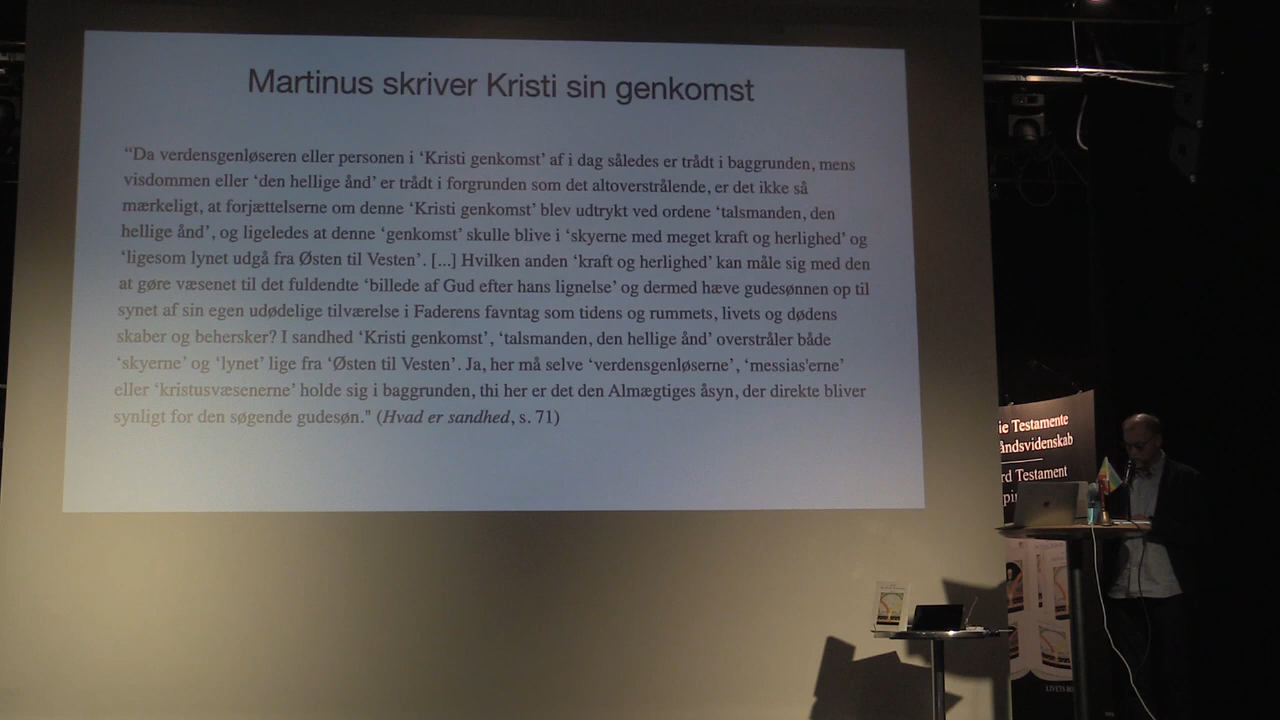 Martinus skriver Kristi sin genkomst
“Da verdensgenløseren eller personen i ‘Kristi genkomst’ af i dag således er trådt i baggrunden, mens
visdommen eller ‘den hellige ånd’ er trådt i forgrunden som det altoverstrålende, er det ikke så
mærkeligt, at forjættelserne om denne ‘Kristi genkomst’ blev udtrykt ved ordene ‘talsmanden, den
hellige ånd’, og ligeledes at denne ‘genkomst’ skulle blive i ‘skyerne med meget kraft og herlighed’ og
‘ligesom lynet udgå fra Østen til Vesten’. [...] Hvilken anden ‘kraft og herlighed’ kan måle sig med den
at gøre væsenet til det fuldendte ‘billede af Gud efter hans lignelse’ og dermed hæve gudesønnen op til
synet af sin egen udødelige tilværelse i Faderens favntag som tidens og rummets, livets og dødens
skaber og behersker? I sandhed ‘Kristi genkomst’, ‘talsmanden, den hellige ånd’ overstråler både
‘skyerne’ og ‘lynet’ lige fra ‘Østen til Vesten’. Ja, her må selve ‘verdensgenløserne’, ‘messias'erne’
eller ‘kristusvæsenerne’ holde sig i baggrunden, thi her er det den Almægtiges åsyn, der direkte bliver
synligt for den søgende gudesøn." (Hvad er sandhed, s. 71)
ie Testamente
åndsvidenskab
rd Testament
LIVETS BO